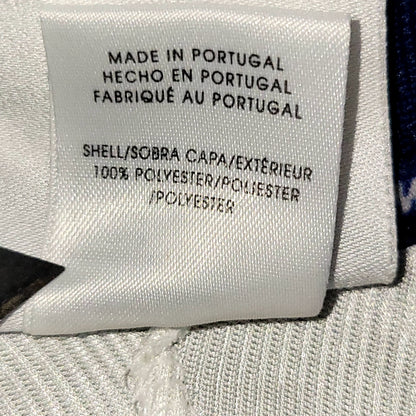 MADE IN PORTUGAL
HECHO EN PORTUGAL
FABRIQUÉ AU PORTUGAL
SHELL/SOBRA CAPA/EXTÉRIEUR
100% POLYESTER/POLIESTER
/POLYESTER